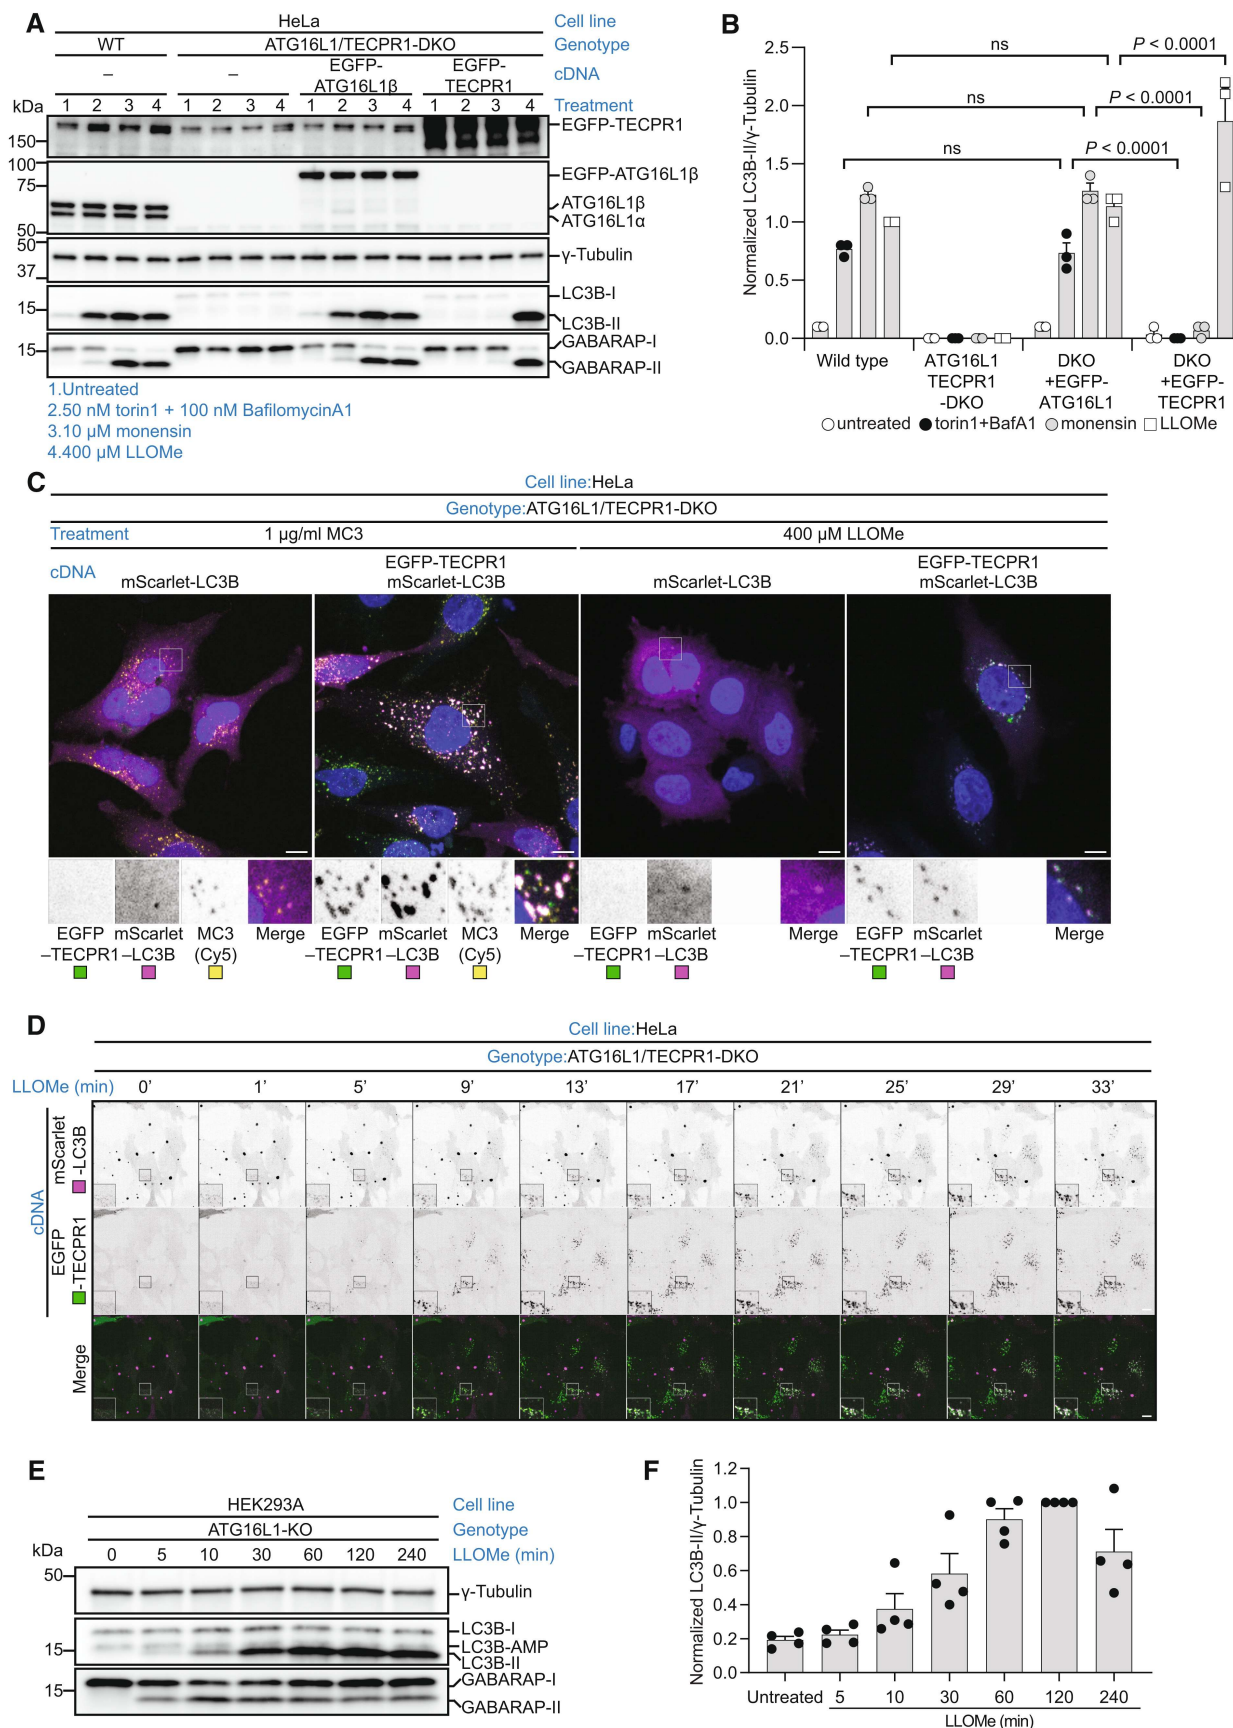 A
HeLa Cell line
WT ATG16L1/TECPR1-DKO Genotype
– – EGFP-ATG16L1β EGFP-TECPR1 cDNA
kDa 1 2 3 4 1 2 3 4 1 2 3 4 1 2 3 4 Treatment
150 EGFP-TECPR1
100 EGFP-ATG16L1β
75
ATG16L1β
ATG16L1α
50
50 γ-Tubulin
37
LC3B-I
15
LC3B-II
GABARAP-I
15
GABARAP-II
1.Untreated
2.50 nM torin1 + 100 nM BafilomycinA1
3.10 µM monensin
4.400 µM LLOMe
B
Normalized LC3B-II/γ-Tubulin
2.5
2.0
1.5
1.0
0.5
0.0
ns P < 0.0001
ns P < 0.0001
ns P < 0.0001
Wild type
ATG16L1
TECPR1
-DKO
DKO
+EGFP-
ATG16L1
DKO
+EGFP-
TECPR1
untreated torin1+BafA1 monensin LLOMe
C
Cell line:HeLa
Genotype:ATG16L1/TECPR1-DKO
Treatment 1 µg/ml MC3 400 µM LLOMe
cDNA
mScarlet-LC3B
EGFP-TECPR1
mScarlet-LC3B
mScarlet-LC3B
EGFP-TECPR1
mScarlet-LC3B
EGFP mScarlet MC3 Merge EGFP mScarlet MC3 Merge EGFP mScarlet Merge EGFP mScarlet Merge
–TECPR1 –LC3B (Cy5) –TECPR1 –LC3B (Cy5) –TECPR1 –LC3B –TECPR1 –LC3B
D
Cell line:HeLa
Genotype:ATG16L1/TECPR1-DKO
LLOMe (min) 0’ 1’ 5’ 9’ 13’ 17’ 21’ 25’ 29’ 33’
cDNA
mScarlet
-LC3B
EGFP
-TECPR1
Merge
E
HEK293A Cell line
ATG16L1-KO Genotype
kDa 0 5 10 30 60 120 240 LLOMe (min)
50
γ-Tubulin
LC3B-I
LC3B-AMP
15
LC3B-II
GABARAP-I
15
GABARAP-II
F
Normalized LC3B-II/γ-Tubulin
1.2
1.0
0.8
0.6
0.4
0.2
0.0
Untreated 5 10 30 60 120 240
LLOMe (min)